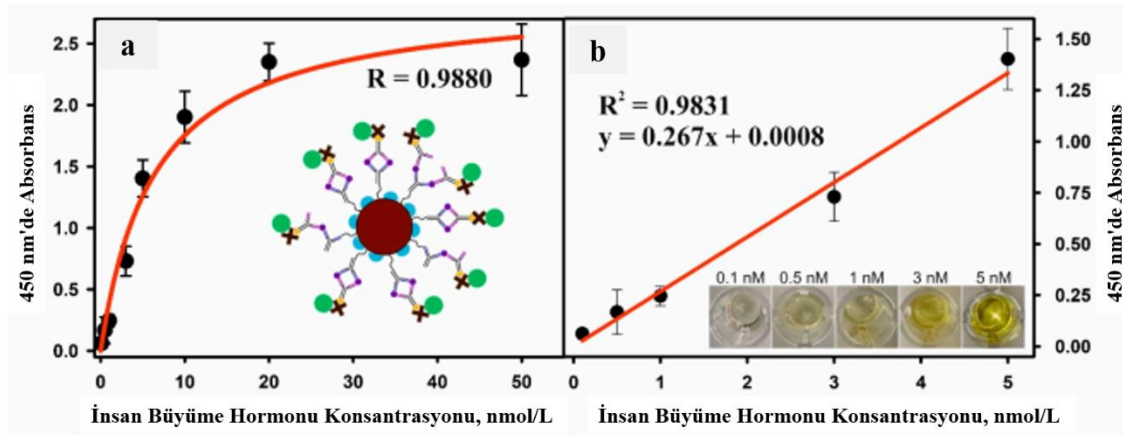 a
R = 0.9880
2.5
2.0
1.5
1.0
0.5
0.0
450 nm'de Absorbans
0 10 20 30 40 50
İnsan Büyüme Hormonu Konsantrasyonu, nmol/L
b
R² = 0.9831
y = 0.267x + 0.0008
0.1 nM 0.5 nM 1 nM 3 nM 5 nM
1.50
1.25
1.00
0.75
0.50
0.25
0.00
450 nm'de Absorbans
0 1 2 3 4 5
İnsan Büyüme Hormonu Konsantrasyonu, nmol/L